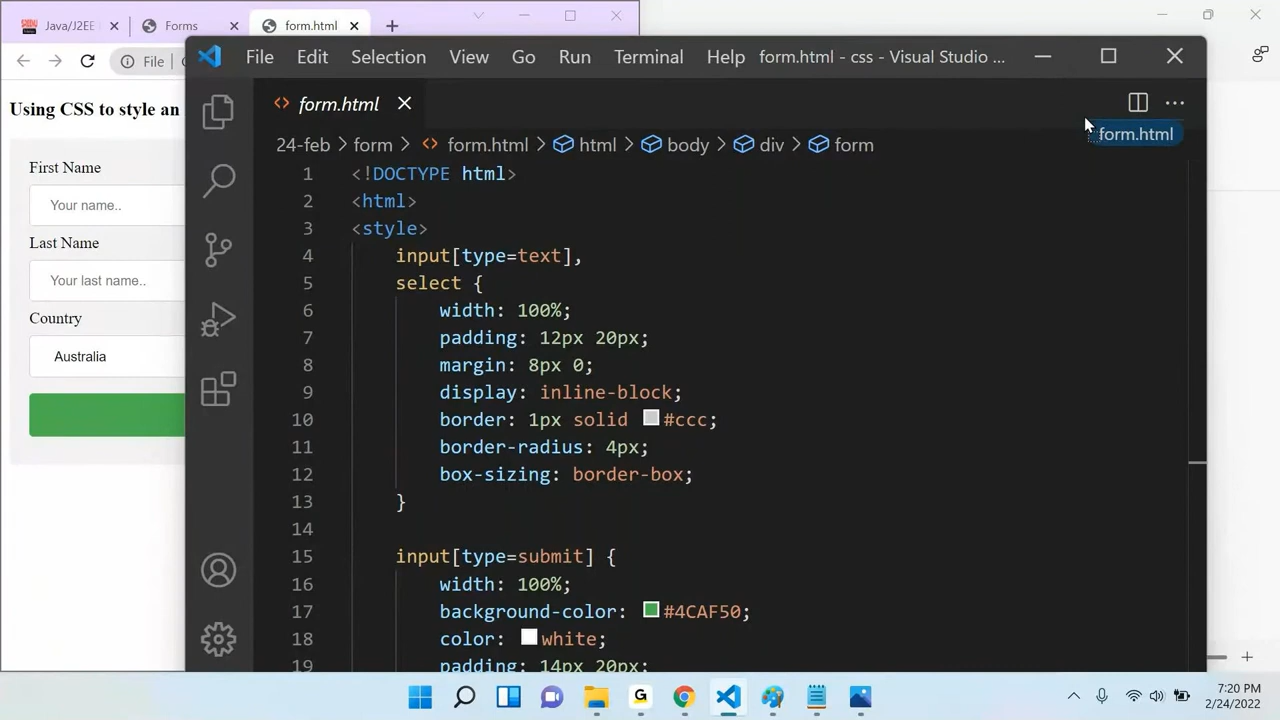 Java/J2EE
Forms
form.html
File
Using CSS to style an
First Name
Your name..
Last Name
Your last name..
Country
Australia
File Edit Selection View Go Run Terminal Help form.html - css - Visual Studio ...
form.html
form.html
24-feb > form > form.html > html > body > div > form
1 <!DOCTYPE html>
2 <html>
3 <style>
4 input[type=text],
5 select {
6 width: 100%;
7 padding: 12px 20px;
8 margin: 8px 0;
9 display: inline-block;
10 border: 1px solid #ccc;
11 border-radius: 4px;
12 box-sizing: border-box;
13 }
14
15 input[type=submit] {
16 width: 100%;
17 background-color: #4CAF50;
18 color: white;
19 padding: 14px 20px;
G
7:20 PM
2/24/2022